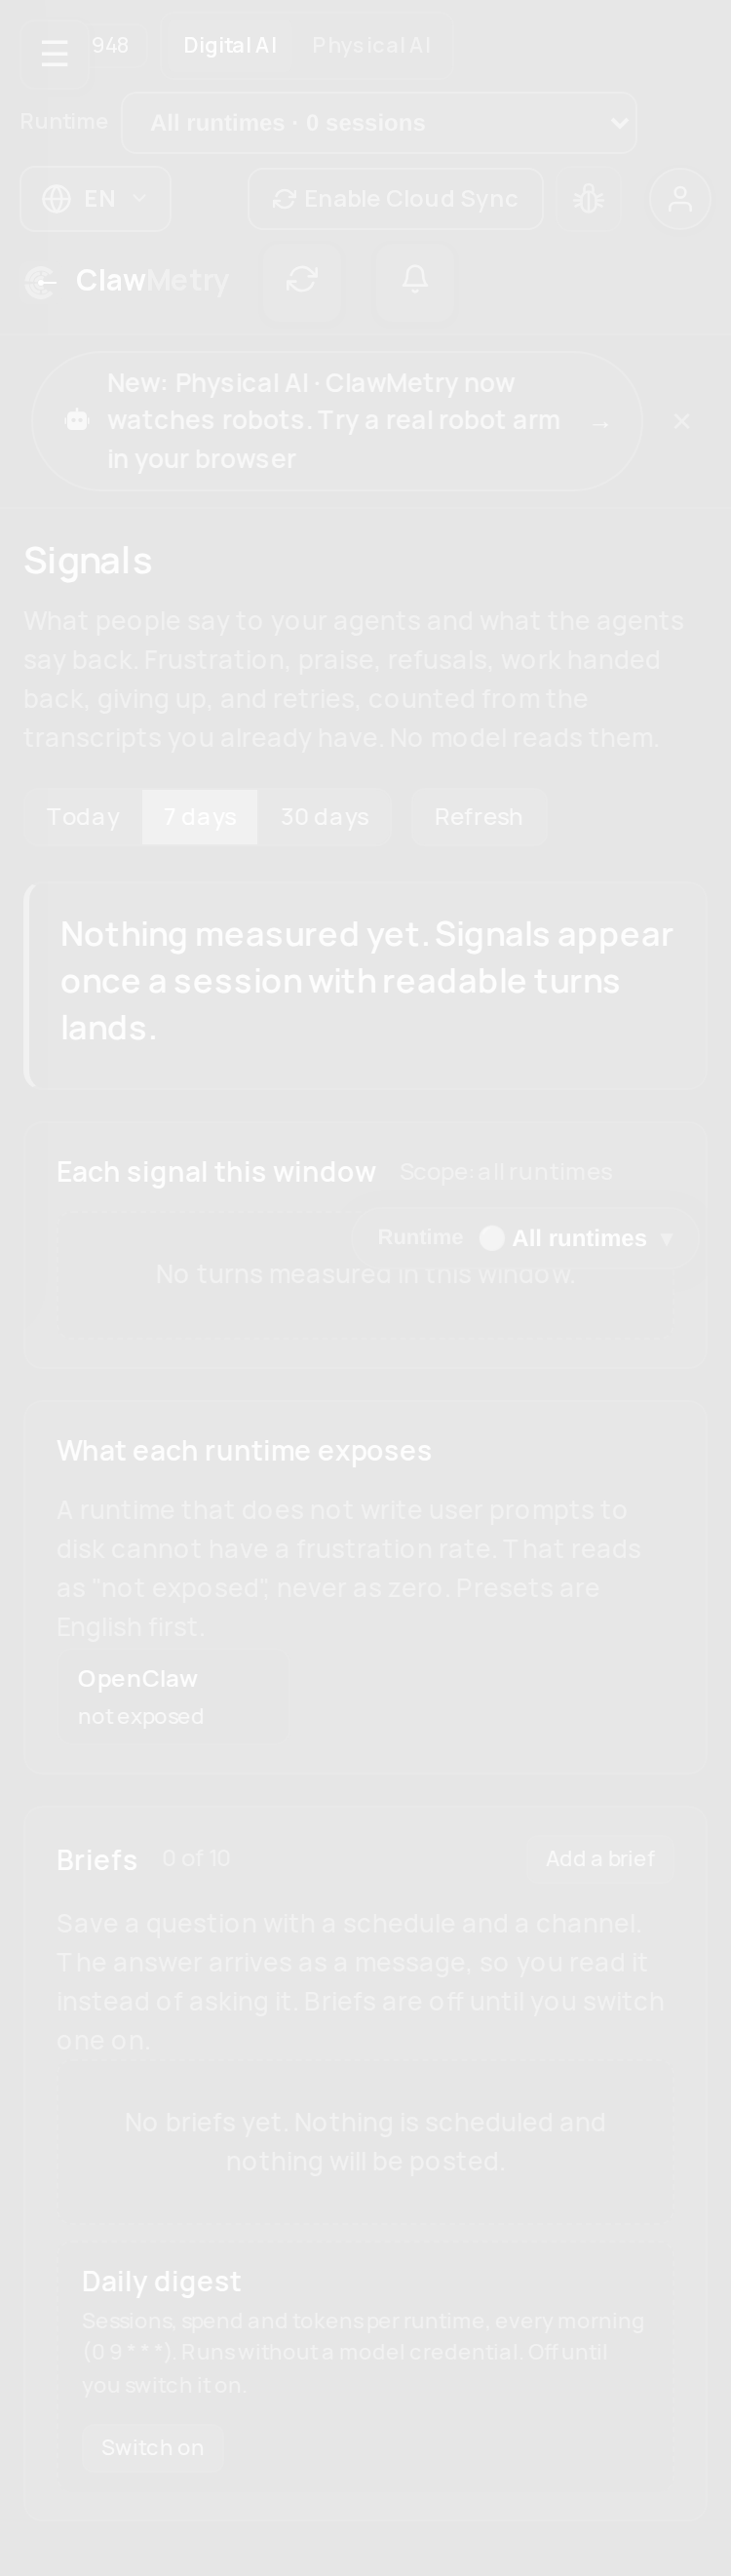 948
Digital AI
Physical AI
Runtime
All runtimes · 0 sessions
EN
Enable Cloud Sync
ClawMetry
New: Physical AI · ClawMetry now
watches robots. Try a real robot arm →
in your browser
Signals
What people say to your agents and what the agents
say back. Frustration, praise, refusals, work handed
back, giving up, and retries, counted from the
transcripts you already have. No model reads them.
Today
7 days
30 days
Refresh
Nothing measured yet. Signals appear
once a session with readable turns
lands.
Each signal this window
Scope: all runtimes
Runtime
All runtimes
No turns measured in this window.
What each runtime exposes
A runtime that does not write user prompts to
disk cannot have a frustration rate. That reads
as "not exposed", never as zero. Presets are
English first.
OpenClaw
not exposed
Briefs
0 of 10
Add a brief
Save a question with a schedule and a channel.
The answer arrives as a message, so you read it
instead of asking it. Briefs are off until you switch
one on.
No briefs yet. Nothing is scheduled and
nothing will be posted.
Daily digest
Sessions, spend and tokens per runtime, every morning
(0 9 * * *). Runs without a model credential. Off until
you switch it on.
Switch on